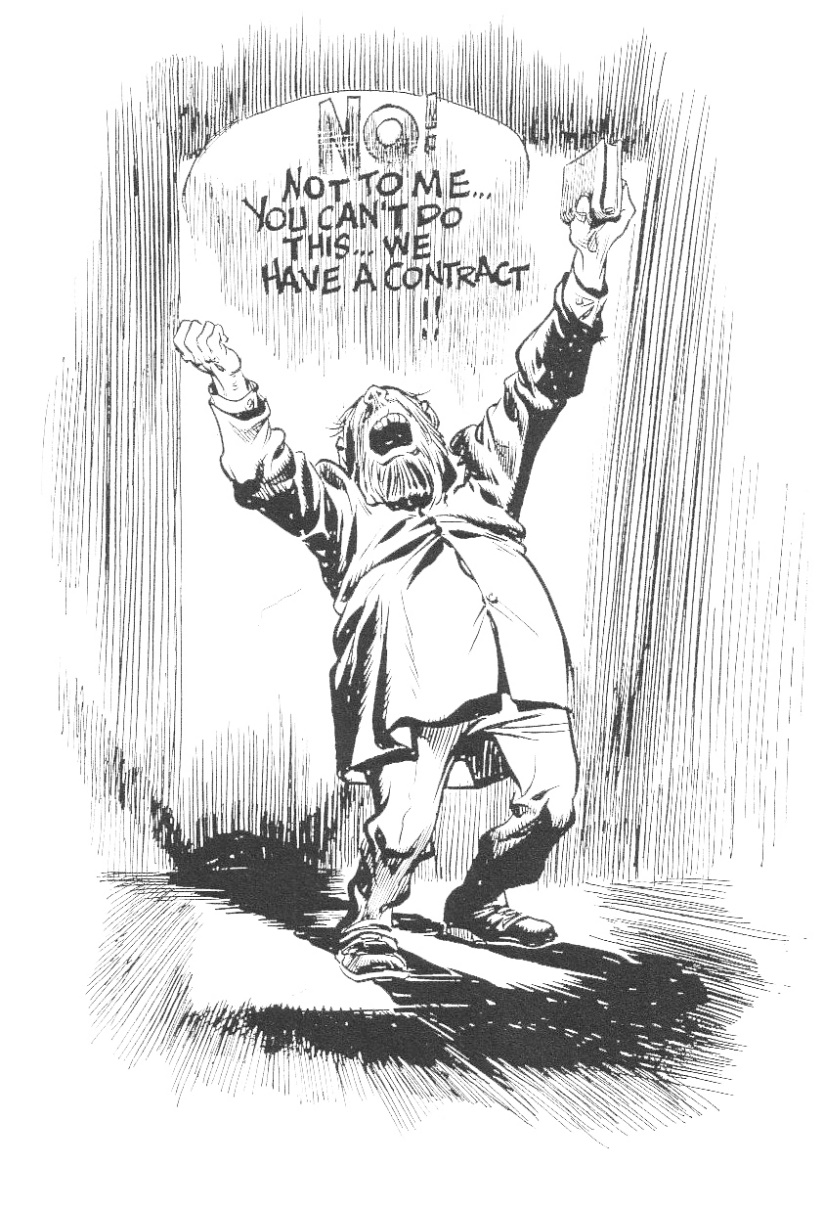 NO!
NOT TO ME...
YOU CAN'T DO
THIS... WE
HAVE A CONTRACT
!!